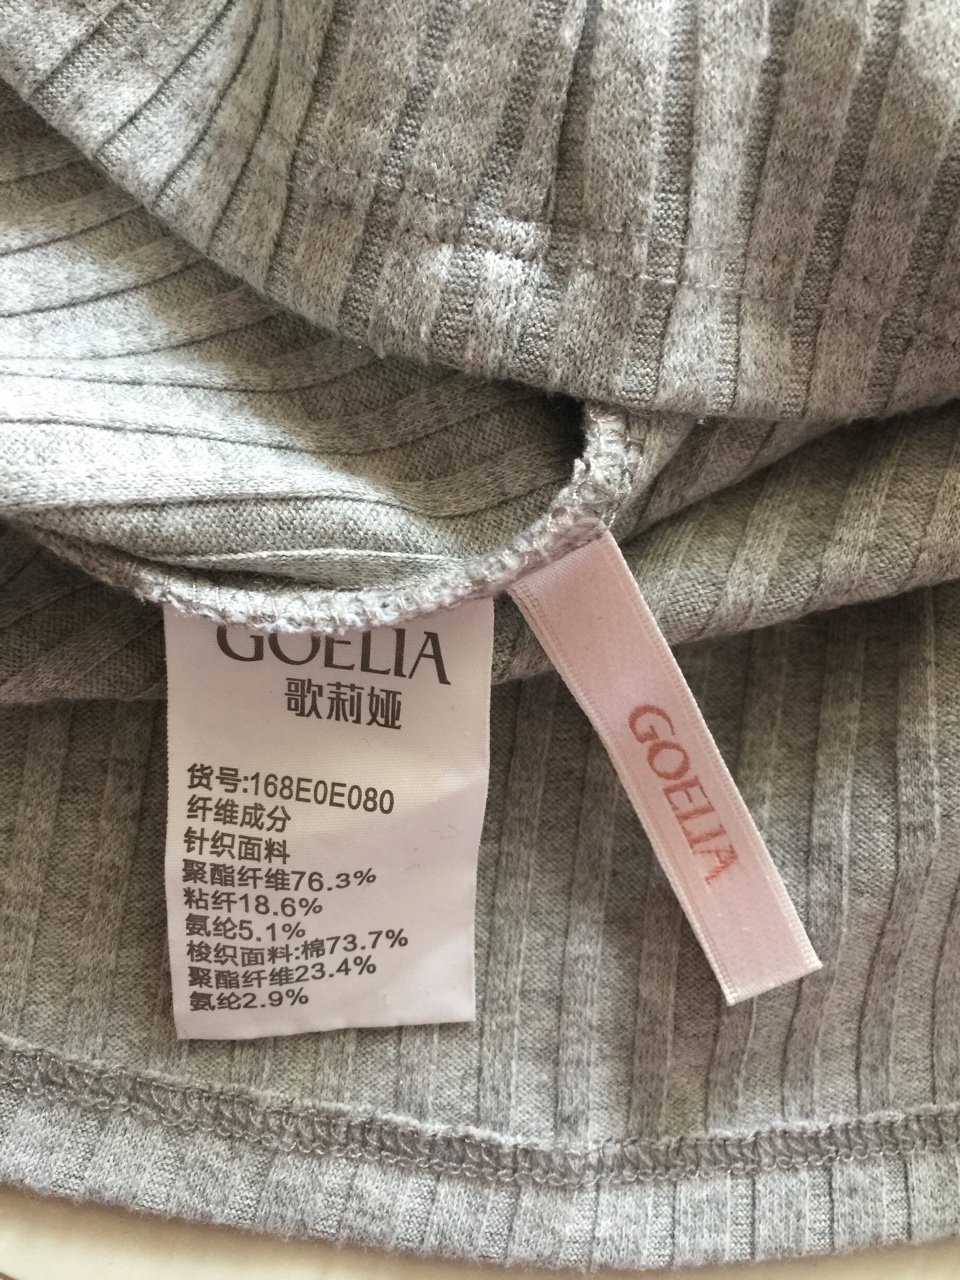 GOELIA
歌莉娅
货号:168E0E080
纤维成分
针织面料
聚酯纤维76.3%
粘纤18.6%
氨纶5.1%
梭织面料:棉73.7%
聚酯纤维23.4%
氨纶2.9%
GOELIA